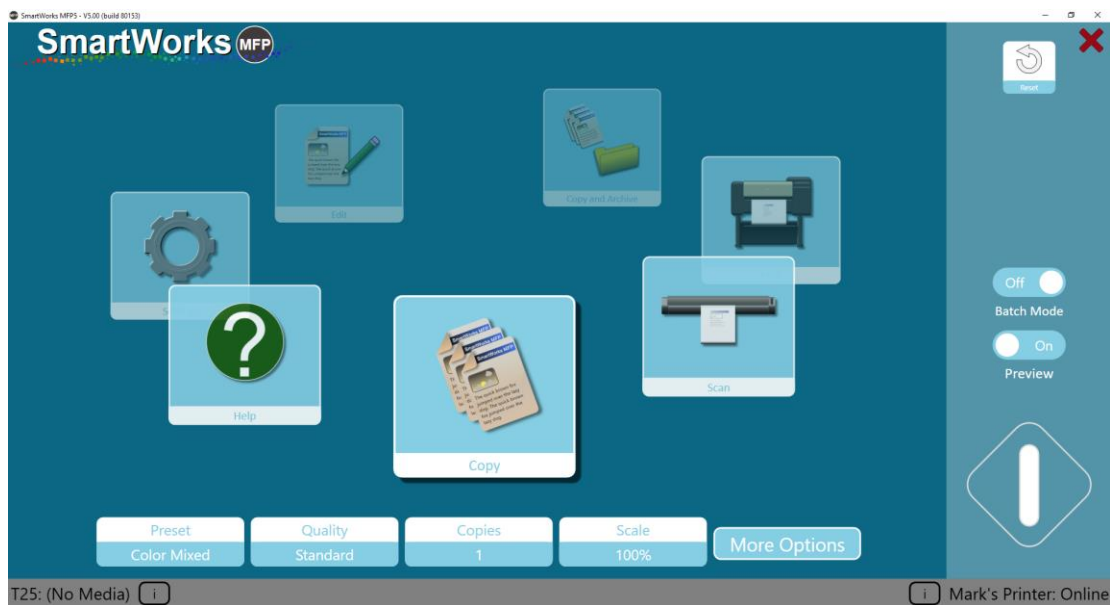 SmartWorks MFP5 - V5.00 (build 80153)
SmartWorks MFP
Reset
Edit
Copy and Archive
Help
Copy
Scan
Off
Batch Mode
On
Preview
Preset
Color Mixed
Quality
Standard
Copies
1
Scale
100%
More Options
T25: (No Media) i
i Mark's Printer: Online